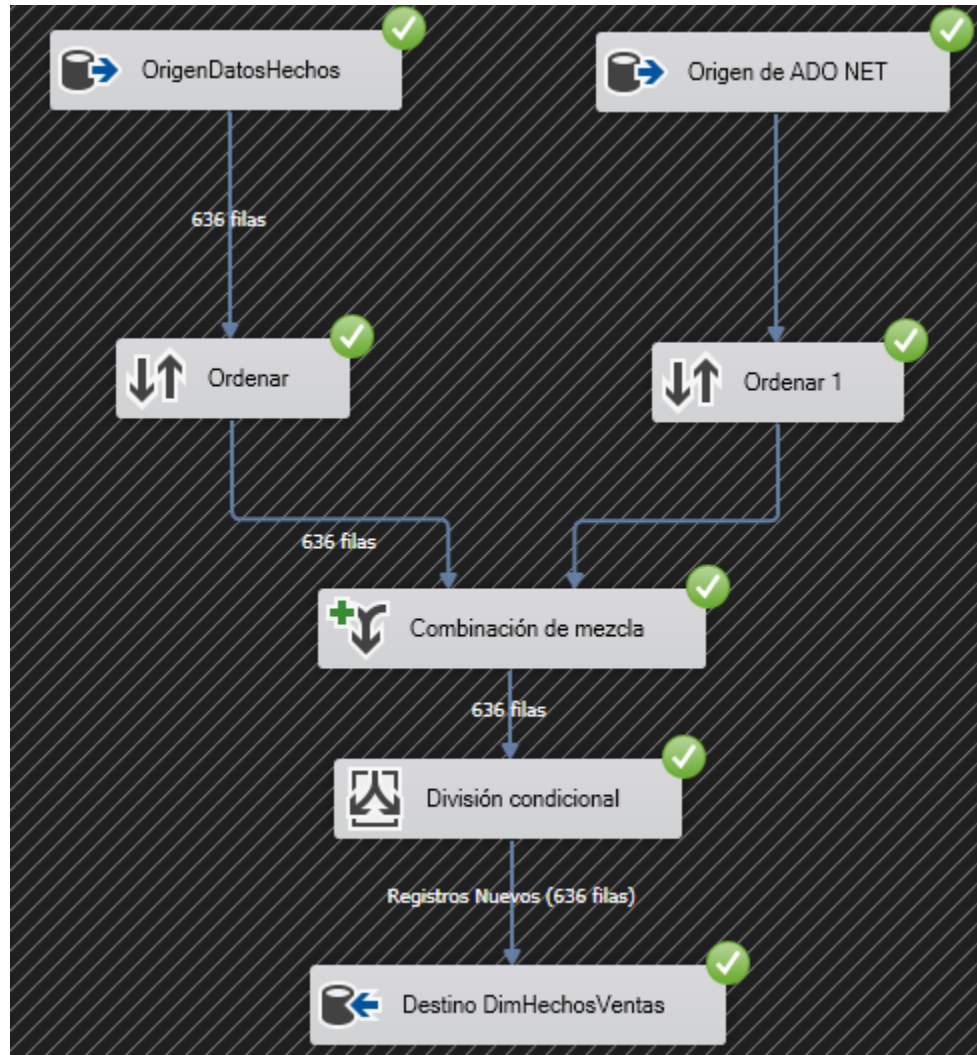 OrigenDatosHechos
Origen de ADO NET
636 filas
Ordenar
Ordenar 1
636 filas
Combinación de mezcla
636 filas
División condicional
Registros Nuevos (636 filas)
Destino DimHechosVentas